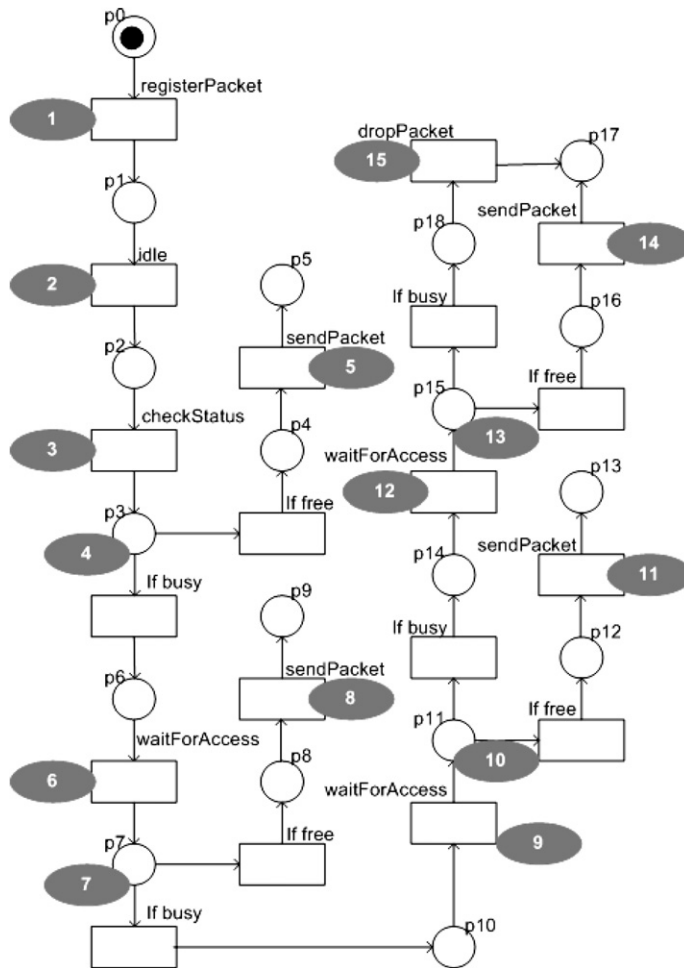 p0
registerPacket
1
p1
idle
2
p2
checkStatus
3
p3
4
If free
p4
sendPacket
5
p5
If busy
p6
waitForAccess
6
p7
7
If free
p8
sendPacket
8
p9
If busy
p10
waitForAccess
9
p11
10
If free
p12
sendPacket
11
p13
If busy
p14
waitForAccess
12
p15
13
If free
p16
sendPacket
14
p17
If busy
p18
dropPacket
15